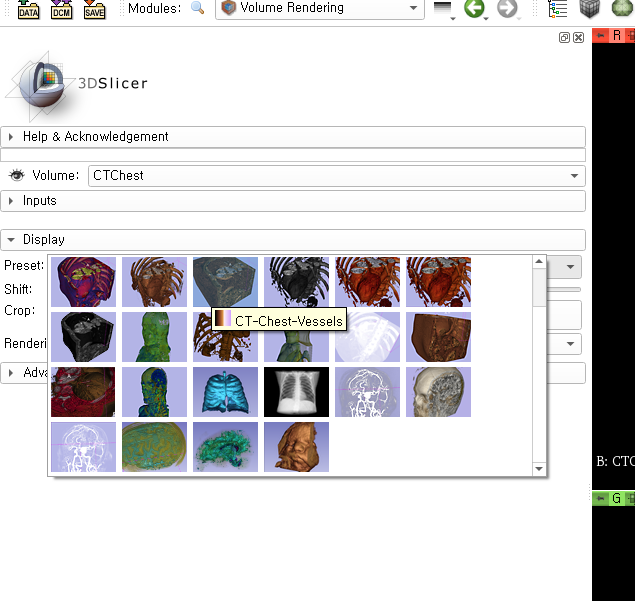 DATA DCM SAVE Modules: Volume Rendering
R
3DSlicer
Help & Acknowledgement
Volume: CTChest
Inputs
Display
Preset:
Shift:
Crop:
CT-Chest-Vessels
Renderi
Adva
B: CTC
G